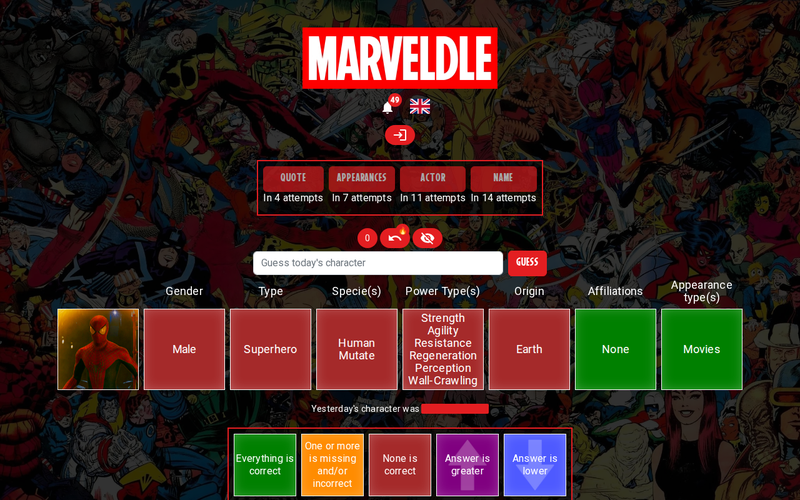 MARVELDLE
49
QUOTE APPEARANCES ACTOR NAME
In 4 attempts In 7 attempts In 11 attempts In 14 attempts
0
Guess today's character GUESS
Gender Type Specie(s) Power Type(s) Origin Affiliations Appearance type(s)
Male
Superhero
Human
Mutate
Strength
Agility
Resistance
Regeneration
Perception
Wall-Crawling
Earth
None
Movies
Yesterday's character was
Everything is
correct
One or more
is missing
and/or
incorrect
None is
correct
Answer is
greater
Answer is
lower